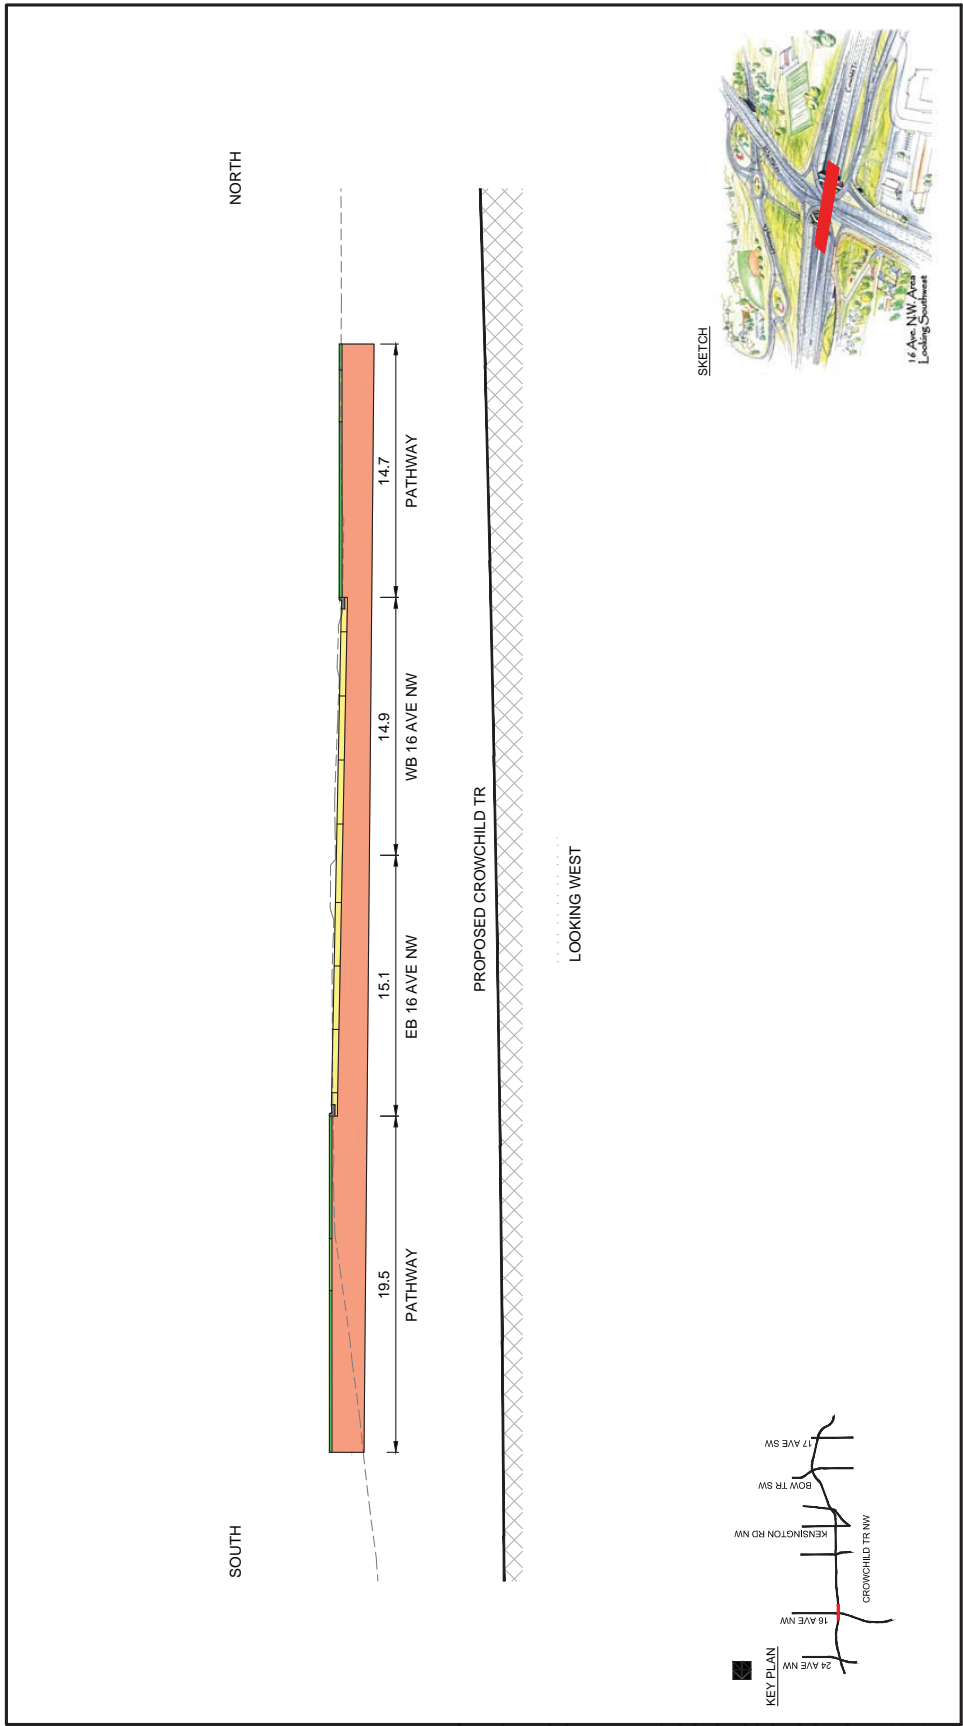 SOUTH
NORTH
19.5
15.1
14.9
14.7
PATHWAY
EB 16 AVE NW
WB 16 AVE NW
PATHWAY
PROPOSED CROWCHILD TR
LOOKING WEST
KEY PLAN
24 AVE NW
16 AVE NW
KENSINGTON RD NW
BOW TR SW
17 AVE SW
CROWCHILD TR NW
SKETCH
16 Ave. N.W. Area
Looking Southwest